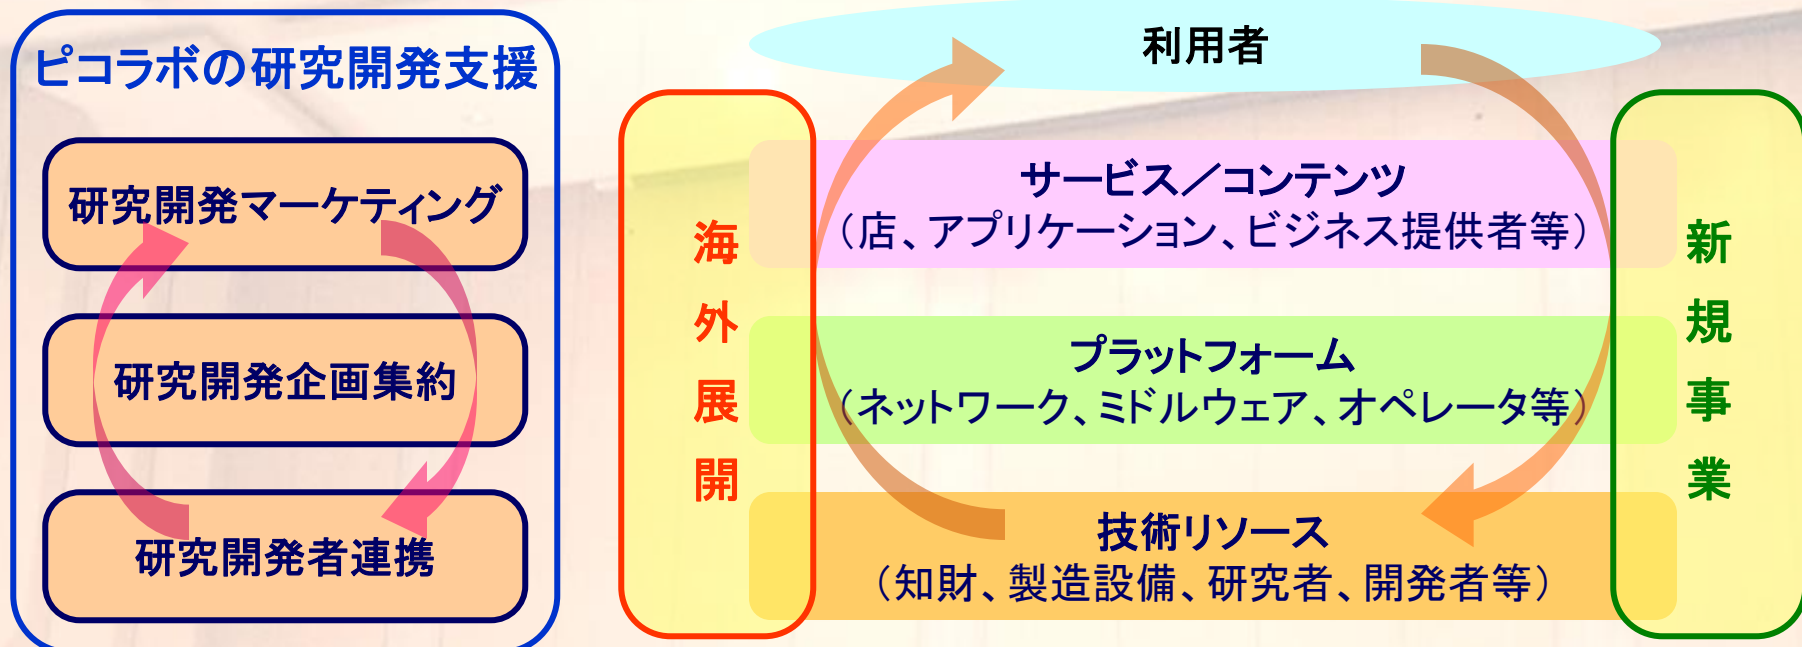 ピコラボの研究開発支援
研究開発マーケティング
研究開発企画集約
研究開発者連携
利用者
海外展開
サービス／コンテンツ
（店、アプリケーション、ビジネス提供者等）
プラットフォーム
（ネットワーク、ミドルウェア、オペレータ等）
技術リソース
（知財、製造設備、研究者、開発者等）
新規事業